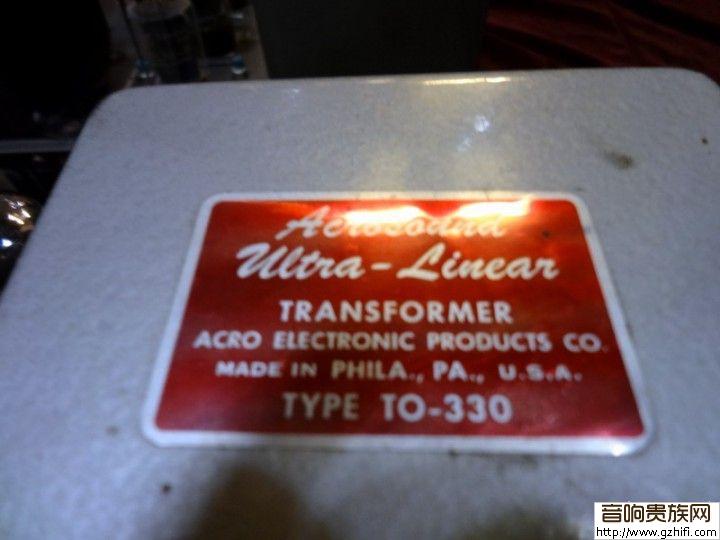 Acrosound
Ultra-Linear
TRANSFORMER
ACRO ELECTRONIC PRODUCTS CO.
MADE IN PHILA., PA., U.S.A.
TYPE TO-330
音响贵族网
http://www.gzhifi.com